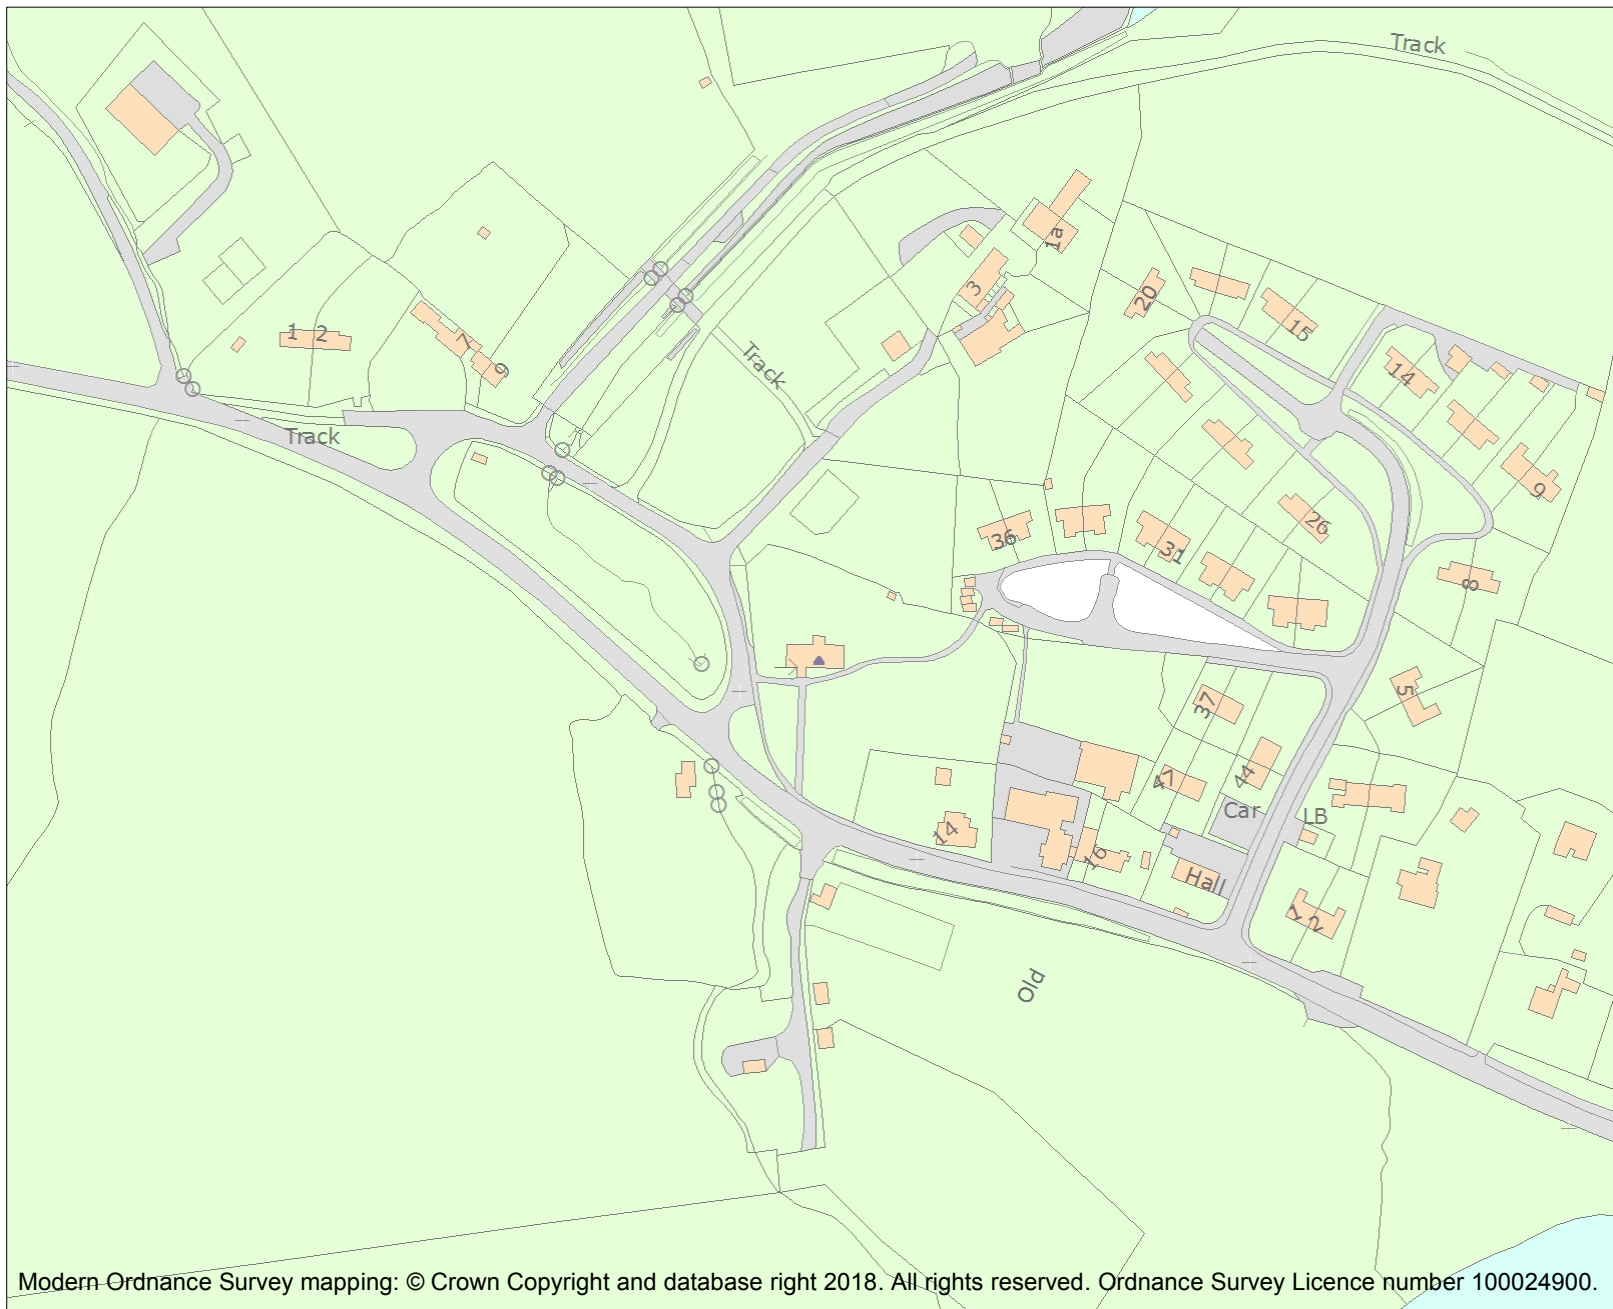 Track
1a
3
20
15
1 2
7
9
14
Track
Track
9
36
31
26
8
5
37
47
44
Car
LB
14
16
Hall
1 2
Old
Modern Ordnance Survey mapping: © Crown Copyright and database right 2018. All rights reserved. Ordnance Survey Licence number 100024900.